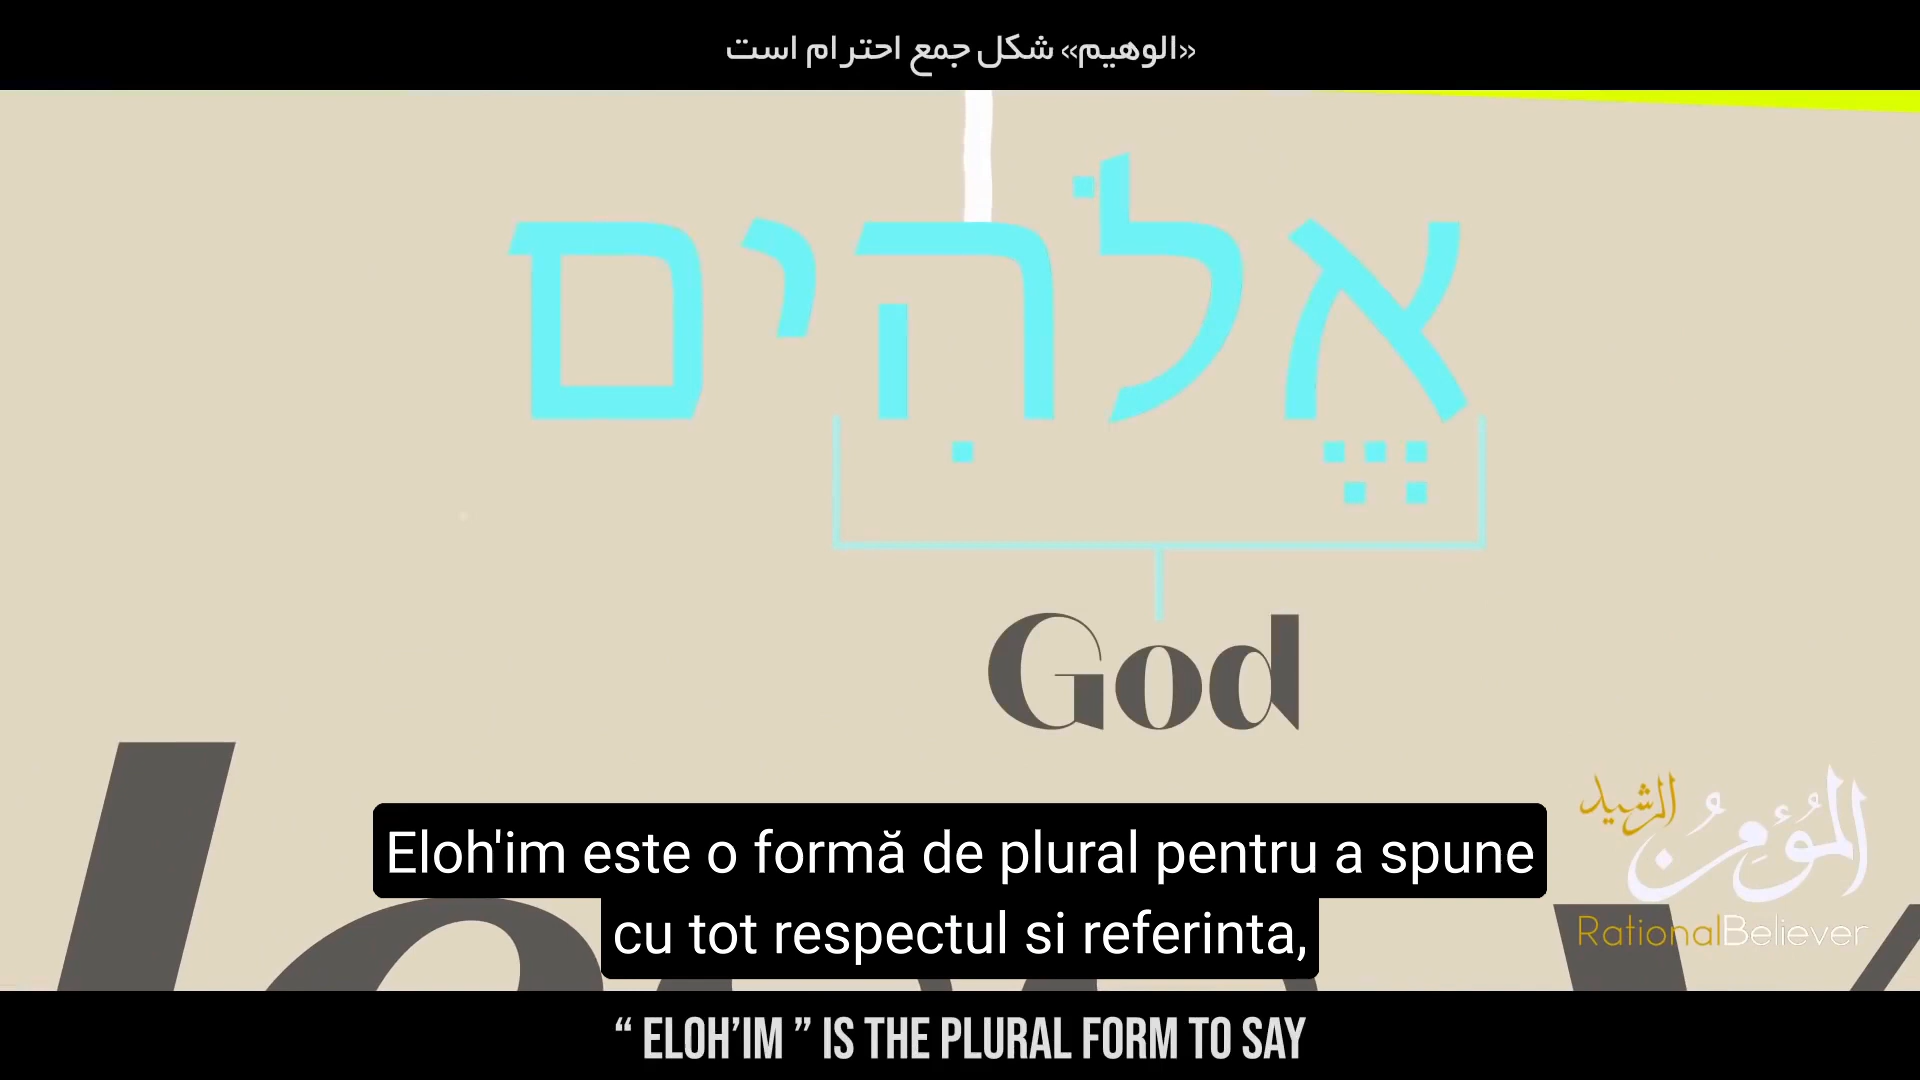 «الوهیم» شکل جمع احترام است
אֱלֹהִים
God
Eloh'im este o formă de plural pentru a spune
cu tot respectul si referinta,
المؤمن الرشيد
RationalBeliever
“ ELOH’IM ” IS THE PLURAL FORM TO SAY